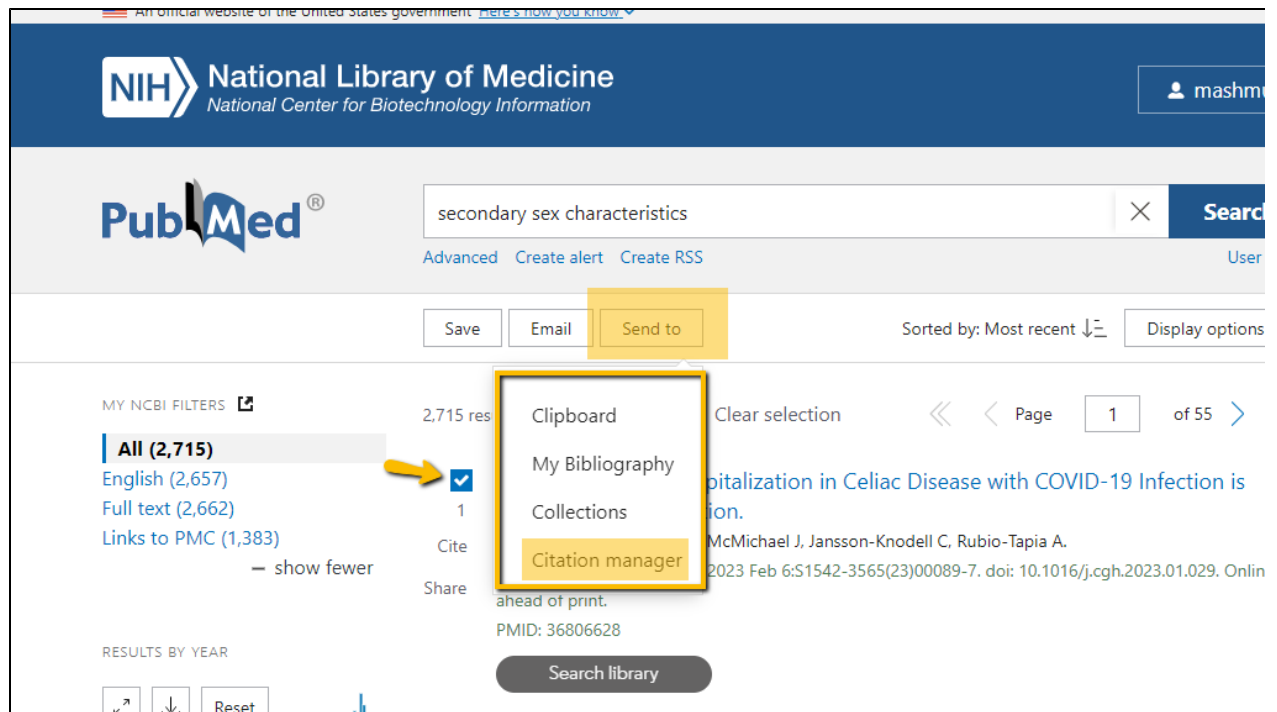 An official website of the United States government Here's how you know
NIH National Library of Medicine
National Center for Biotechnology Information
mashmu
PubMed®
secondary sex characteristics
Search
Advanced Create alert Create RSS
User
Save Email Send to
Sorted by: Most recent Display options
MY NCBI FILTERS
2,715 res
Clipboard
Clear selection
Page 1 of 55
All (2,715)
My Bibliography
English (2,657)
pitalization in Celiac Disease with COVID-19 Infection is
Full text (2,662)
1
Collections
ion.
Links to PMC (1,383)
Cite
Citation manager
McMichael J, Jansson-Knodell C, Rubio-Tapia A.
— show fewer
2023 Feb 6:S1542-3565(23)00089-7. doi: 10.1016/j.cgh.2023.01.029. Onlin
Share
ahead of print.
PMID: 36806628
RESULTS BY YEAR
Search library
Reset